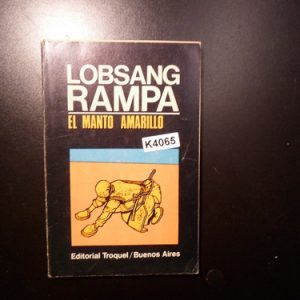 LOBSANG
RAMPA
EL MANTO AMARILLO
K4065
Editorial Troquel/Buenos Aires